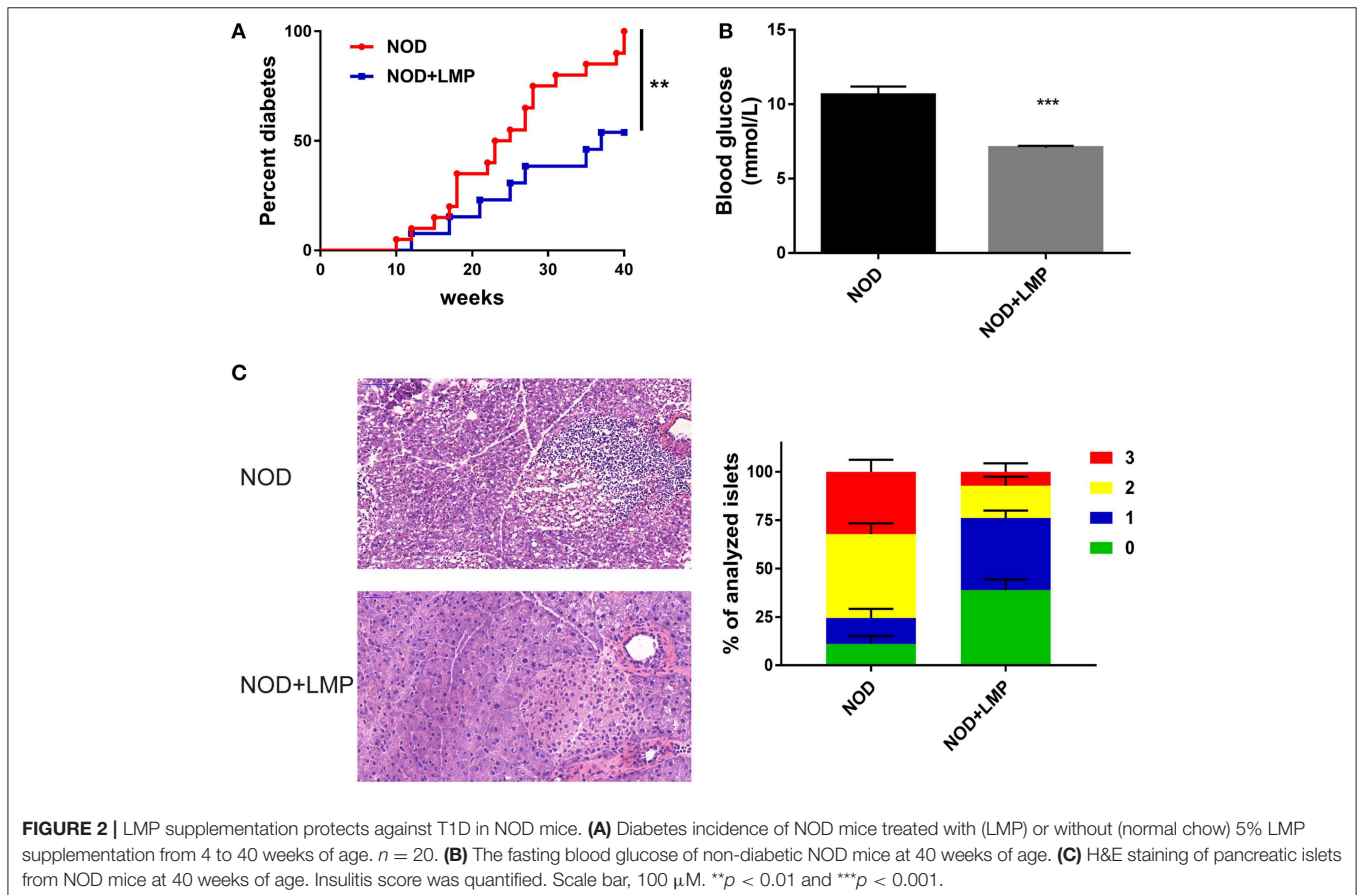 A
100
50
0
Percent diabetes
NOD
NOD+LMP
**
0 10 20 30 40
weeks
B
15
10
5
0
Blood glucose
(mmol/L)
***
NOD
NOD+LMP
C
NOD
NOD+LMP
100
75
50
25
0
% of analyzed islets
3
2
1
0
NOD
NOD+LMP
FIGURE 2 | LMP supplementation protects against T1D in NOD mice. (A) Diabetes incidence of NOD mice treated with (LMP) or without (normal chow) 5% LMP
supplementation from 4 to 40 weeks of age. n = 20. (B) The fasting blood glucose of non-diabetic NOD mice at 40 weeks of age. (C) H&E staining of pancreatic islets
from NOD mice at 40 weeks of age. Insulitis score was quantified. Scale bar, 100 μM. **p < 0.01 and ***p < 0.001.